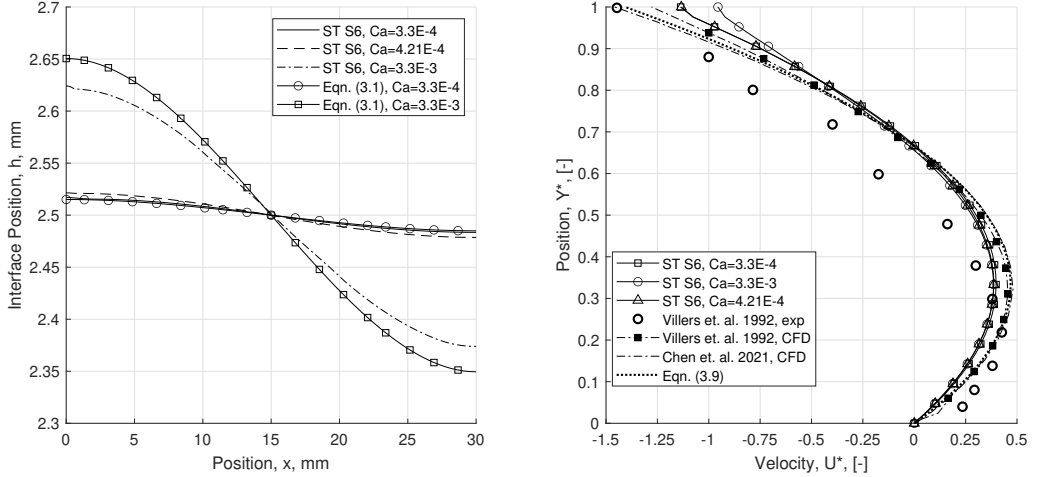 2.7
2.65
2.6
2.55
2.5
2.45
2.4
2.35
2.3
Interface Position, h, mm
0 5 10 15 20 25 30
Position, x, mm
ST S6, Ca=3.3E-4
ST S6, Ca=4.21E-4
ST S6, Ca=3.3E-3
Eqn. (3.1), Ca=3.3E-4
Eqn. (3.1), Ca=3.3E-3
1
0.9
0.8
0.7
0.6
0.5
0.4
0.3
0.2
0.1
0
Position, Y*, [-]
-1.5 -1.25 -1 -0.75 -0.5 -0.25 0 0.25 0.5
Velocity, U*, [-]
ST S6, Ca=3.3E-4
ST S6, Ca=3.3E-3
ST S6, Ca=4.21E-4
Villers et. al. 1992, exp
Villers et. al. 1992, CFD
Chen et. al. 2021, CFD
Eqn. (3.9)